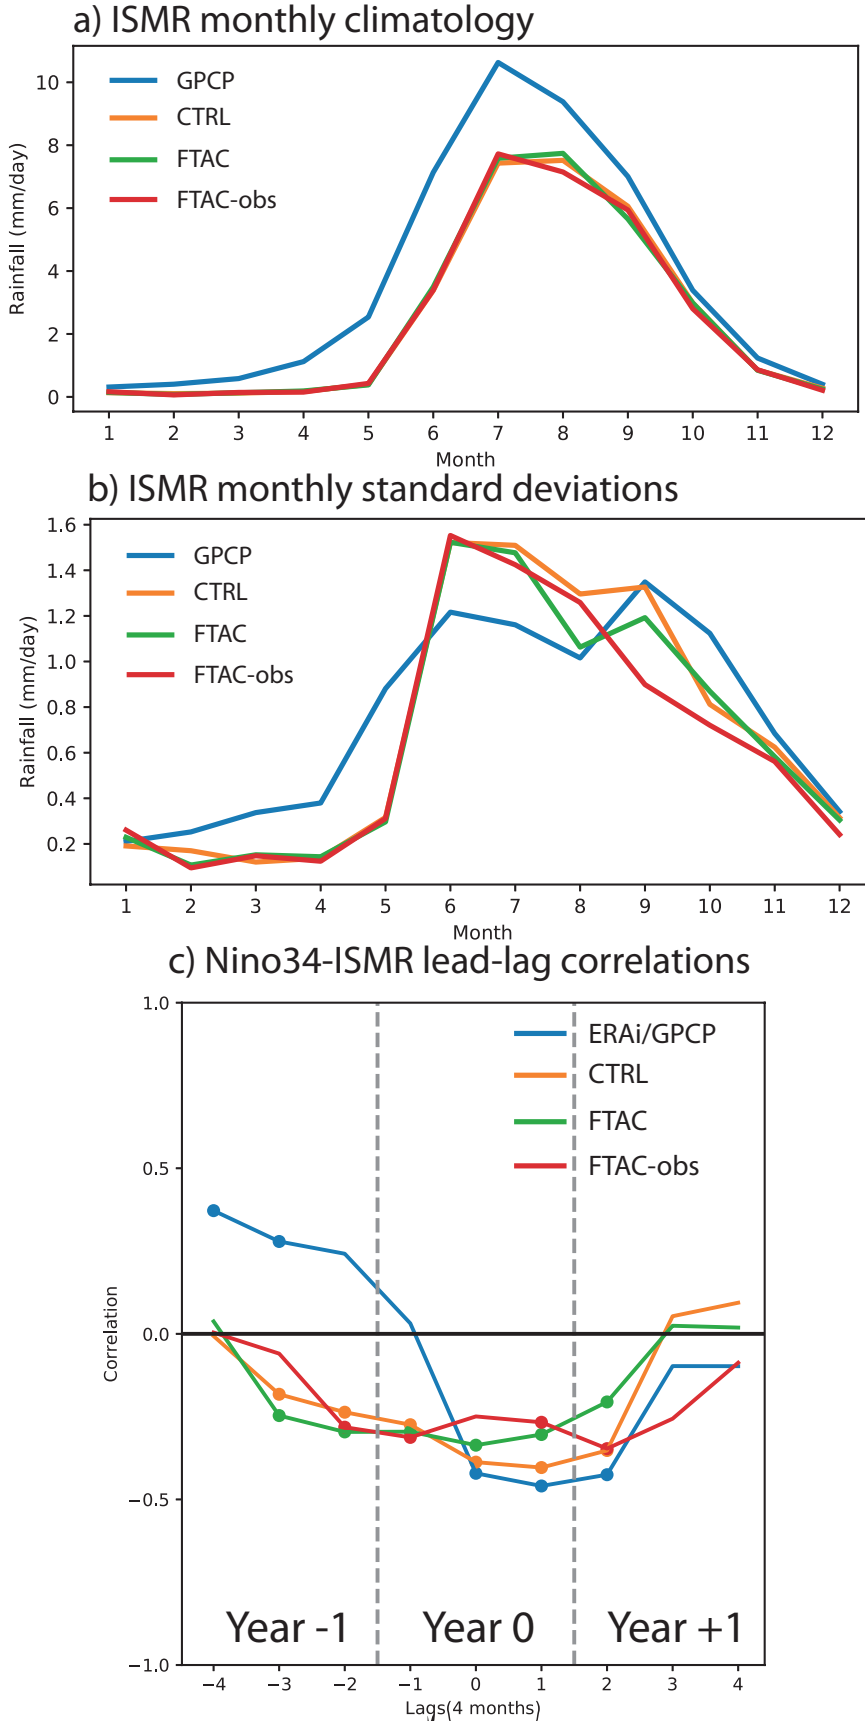 a) ISMR monthly climatology
GPCP
CTRL
FTAC
FTAC-obs
Rainfall (mm/day)
10
8
6
4
2
0
1 2 3 4 5 6 7 8 9 10 11 12
Month
b) ISMR monthly standard deviations
GPCP
CTRL
FTAC
FTAC-obs
Rainfall (mm/day)
1.6
1.4
1.2
1.0
0.8
0.6
0.4
0.2
1 2 3 4 5 6 7 8 9 10 11 12
Month
c) Nino34-ISMR lead-lag correlations
ERAi/GPCP
CTRL
FTAC
FTAC-obs
Correlation
1.0
0.5
0.0
−0.5
−1.0
Year -1 Year 0 Year +1
−4 −3 −2 −1 0 1 2 3 4
Lags(4 months)